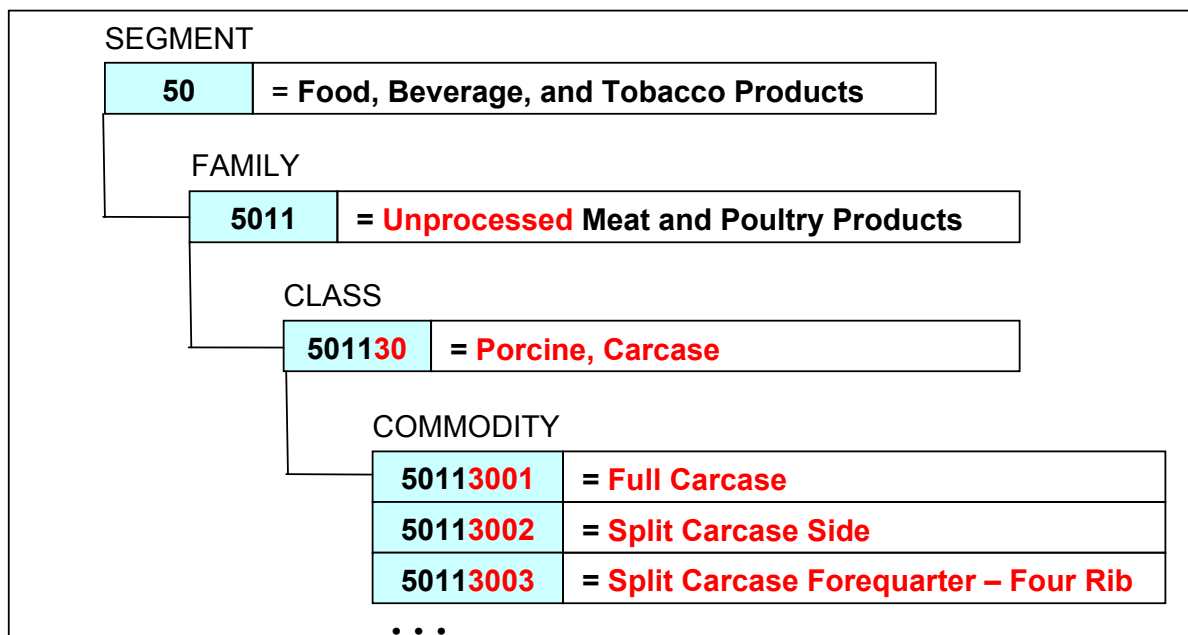 SEGMENT
50 = Food, Beverage, and Tobacco Products
FAMILY
5011 = Unprocessed Meat and Poultry Products
CLASS
501130 = Porcine, Carcase
COMMODITY
50113001 = Full Carcase
50113002 = Split Carcase Side
50113003 = Split Carcase Forequarter – Four Rib
. . .